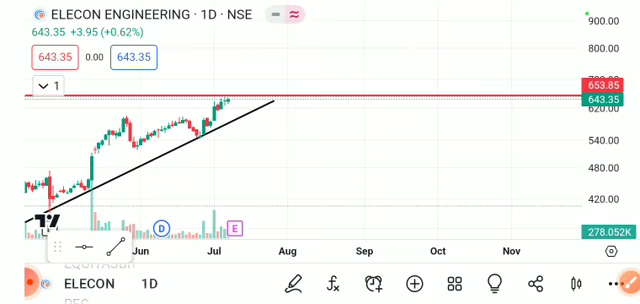 ELECON ENGINEERING · 1D · NSE
643.35 +3.95 (+0.62%)
643.35 0.00 643.35
1
900.00
800.00
653.85
643.35
620.00
540.00
480.00
420.00
278.052K
D
E
Jun Jul Aug Sep Oct Nov
ELECON 1D